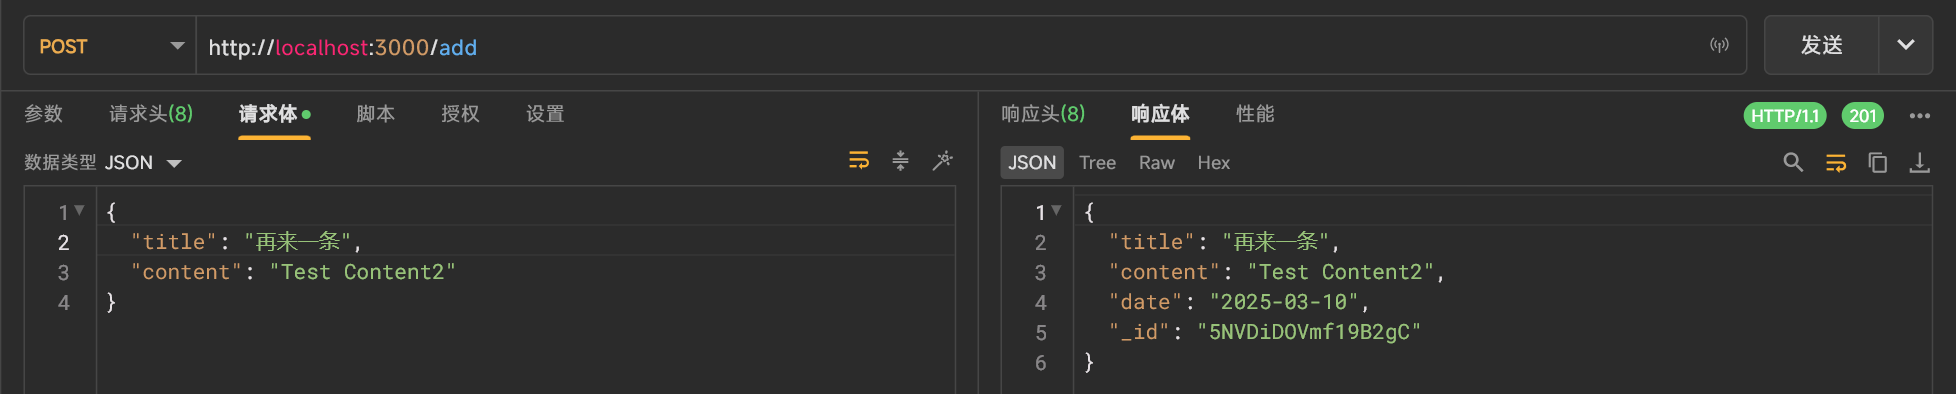 POST http://localhost:3000/add 发送
参数 请求头(8) 请求体 脚本 授权 设置
数据类型 JSON
1 {
2 "title": "再来一条",
3 "content": "Test Content2"
4 }
响应头(8) 响应体 性能 HTTP/1.1 201
JSON Tree Raw Hex
1 {
2 "title": "再来一条",
3 "content": "Test Content2",
4 "date": "2025-03-10",
5 "_id": "5NVDiDOVmf19B2gC"
6 }